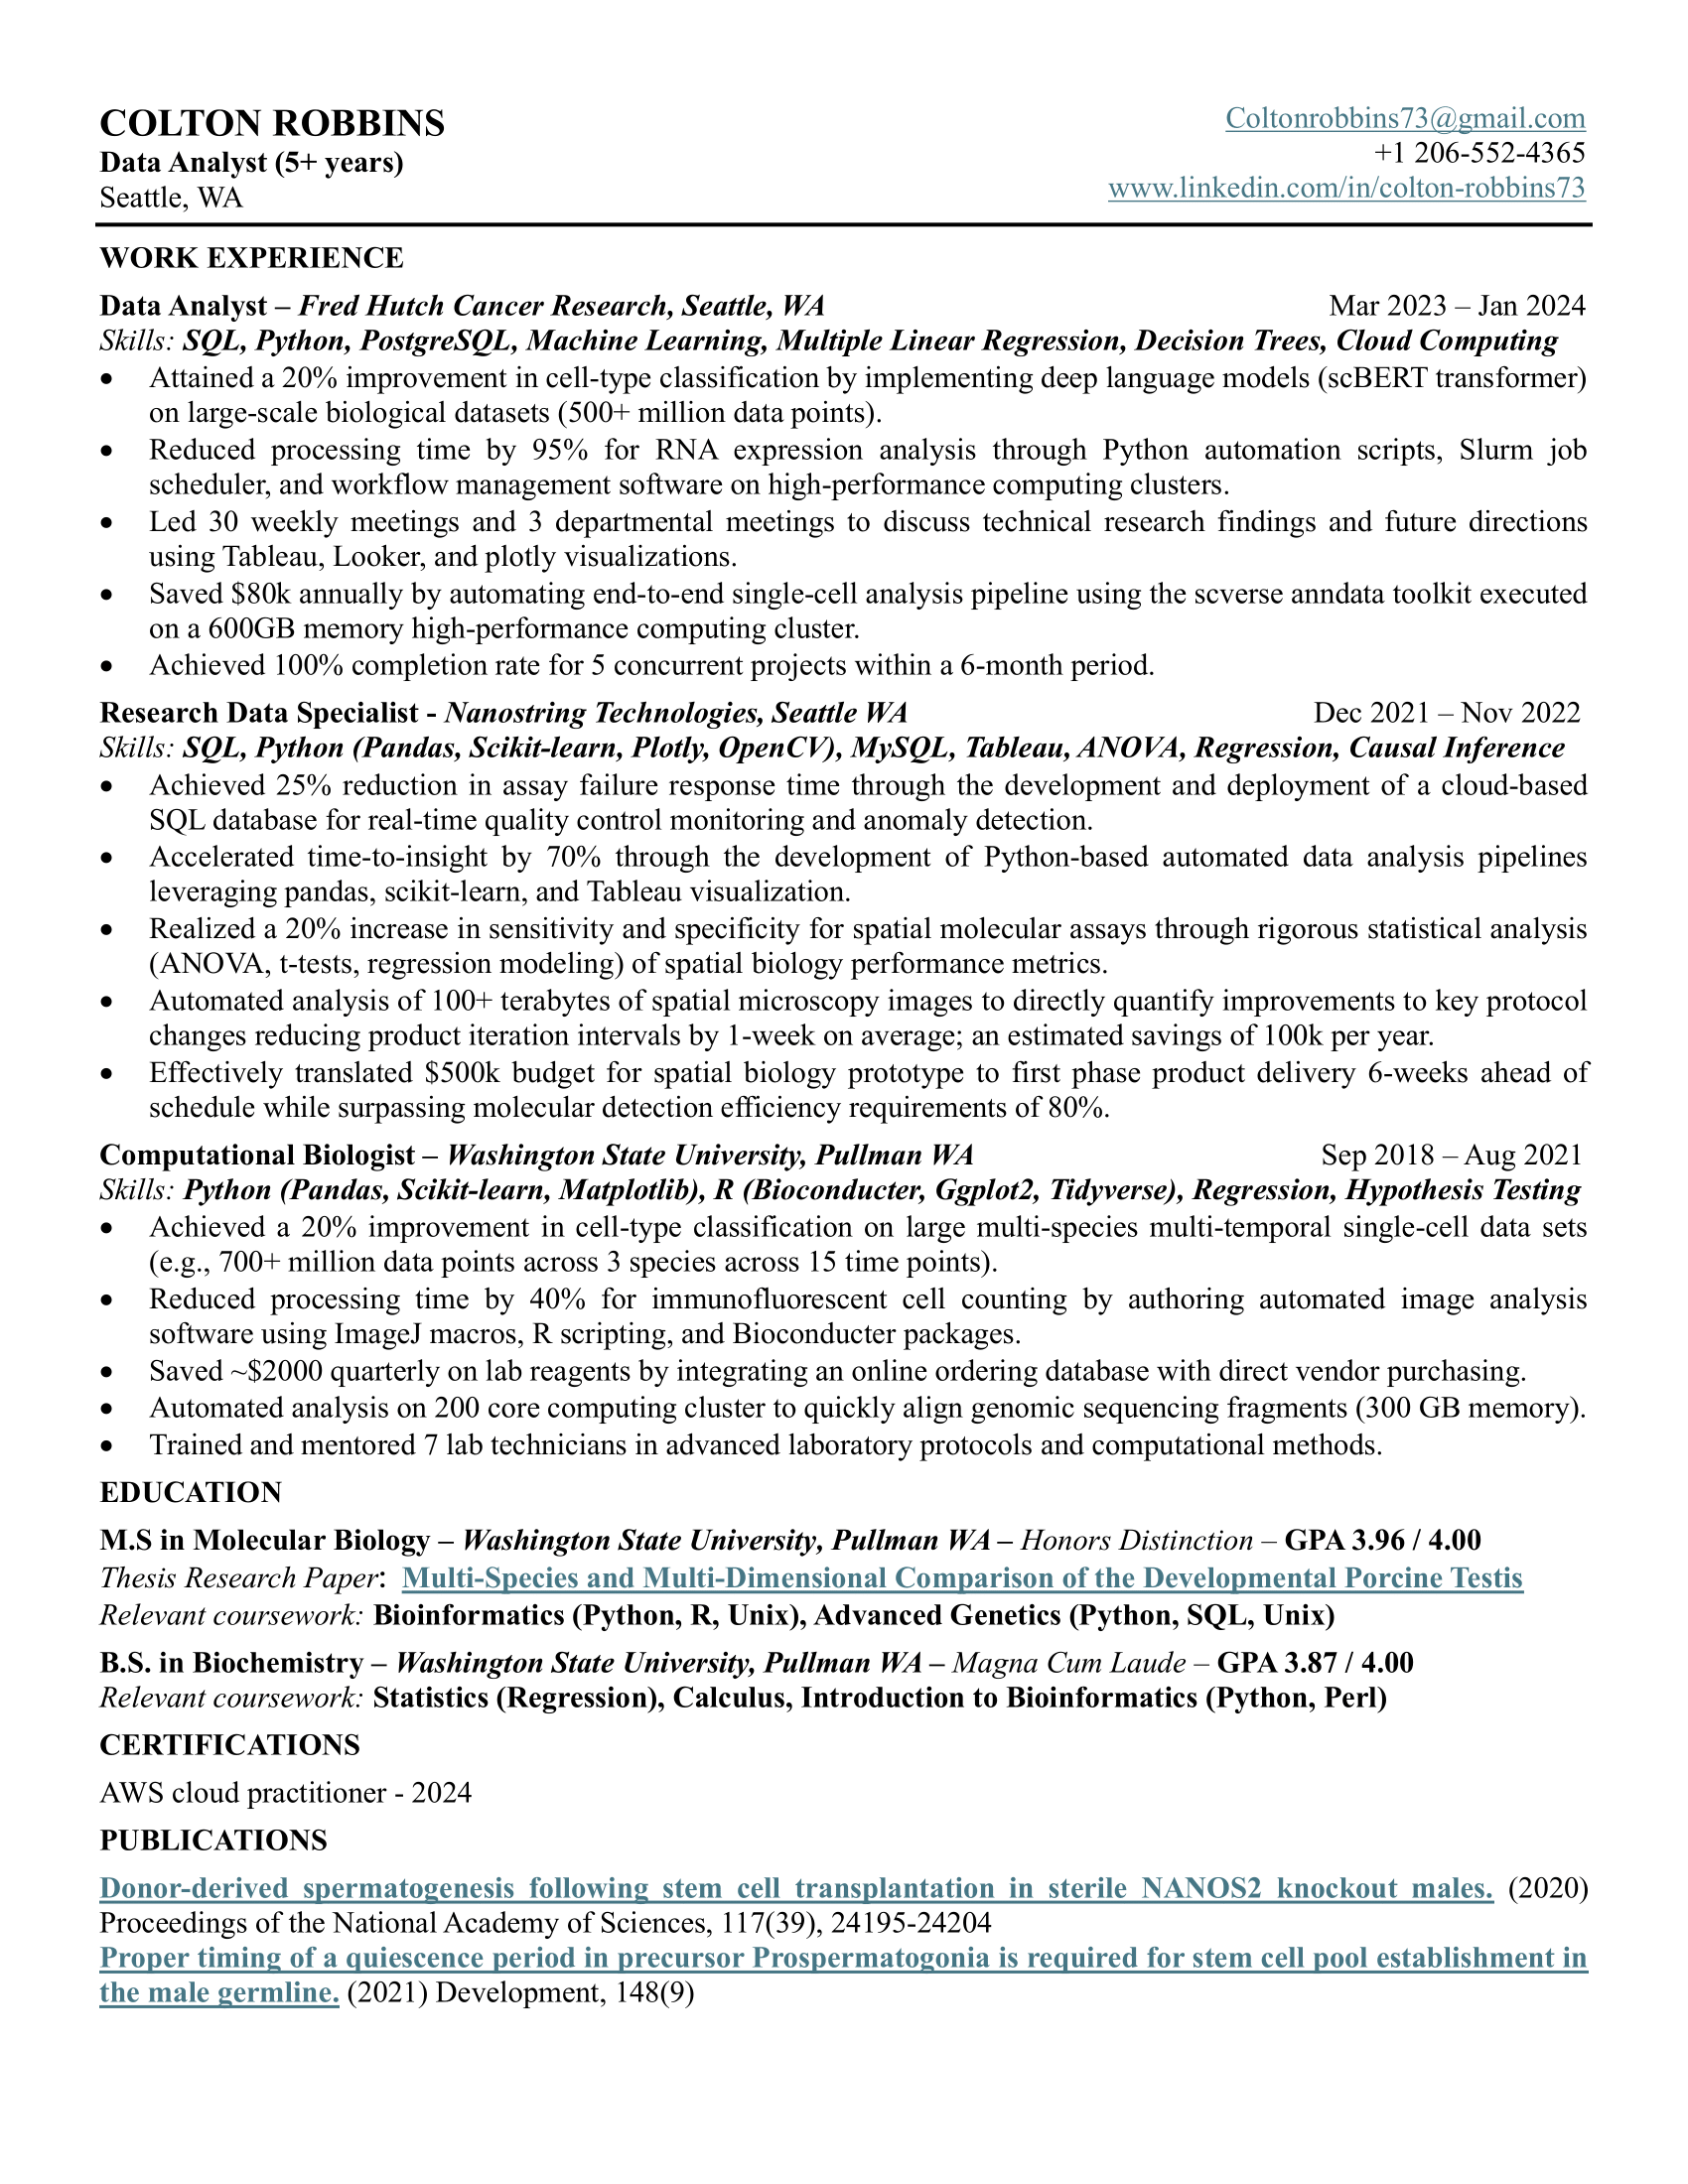 COLTON ROBBINS
Data Analyst (5+ years)
Seattle, WA
Coltonrobbins73@gmail.com
+1 206-552-4365
www.linkedin.com/in/colton-robbins73
WORK EXPERIENCE
Data Analyst – Fred Hutch Cancer Research, Seattle, WA Mar 2023 – Jan 2024
Skills: SQL, Python, PostgreSQL, Machine Learning, Multiple Linear Regression, Decision Trees, Cloud Computing
• Attained a 20% improvement in cell-type classification by implementing deep language models (scBERT transformer)
on large-scale biological datasets (500+ million data points).
• Reduced processing time by 95% for RNA expression analysis through Python automation scripts, Slurm job
scheduler, and workflow management software on high-performance computing clusters.
• Led 30 weekly meetings and 3 departmental meetings to discuss technical research findings and future directions
using Tableau, Looker, and plotly visualizations.
• Saved $80k annually by automating end-to-end single-cell analysis pipeline using the scverse anndata toolkit executed
on a 600GB memory high-performance computing cluster.
• Achieved 100% completion rate for 5 concurrent projects within a 6-month period.
Research Data Specialist - Nanostring Technologies, Seattle WA Dec 2021 – Nov 2022
Skills: SQL, Python (Pandas, Scikit-learn, Plotly, OpenCV), MySQL, Tableau, ANOVA, Regression, Causal Inference
• Achieved 25% reduction in assay failure response time through the development and deployment of a cloud-based
SQL database for real-time quality control monitoring and anomaly detection.
• Accelerated time-to-insight by 70% through the development of Python-based automated data analysis pipelines
leveraging pandas, scikit-learn, and Tableau visualization.
• Realized a 20% increase in sensitivity and specificity for spatial molecular assays through rigorous statistical analysis
(ANOVA, t-tests, regression modeling) of spatial biology performance metrics.
• Automated analysis of 100+ terabytes of spatial microscopy images to directly quantify improvements to key protocol
changes reducing product iteration intervals by 1-week on average; an estimated savings of 100k per year.
• Effectively translated $500k budget for spatial biology prototype to first phase product delivery 6-weeks ahead of
schedule while surpassing molecular detection efficiency requirements of 80%.
Computational Biologist – Washington State University, Pullman WA Sep 2018 – Aug 2021
Skills: Python (Pandas, Scikit-learn, Matplotlib), R (Bioconducter, Ggplot2, Tidyverse), Regression, Hypothesis Testing
• Achieved a 20% improvement in cell-type classification on large multi-species multi-temporal single-cell data sets
(e.g., 700+ million data points across 3 species across 15 time points).
• Reduced processing time by 40% for immunofluorescent cell counting by authoring automated image analysis
software using ImageJ macros, R scripting, and Bioconducter packages.
• Saved ~$2000 quarterly on lab reagents by integrating an online ordering database with direct vendor purchasing.
• Automated analysis on 200 core computing cluster to quickly align genomic sequencing fragments (300 GB memory).
• Trained and mentored 7 lab technicians in advanced laboratory protocols and computational methods.
EDUCATION
M.S in Molecular Biology – Washington State University, Pullman WA – Honors Distinction – GPA 3.96 / 4.00
Thesis Research Paper: Multi-Species and Multi-Dimensional Comparison of the Developmental Porcine Testis
Relevant coursework: Bioinformatics (Python, R, Unix), Advanced Genetics (Python, SQL, Unix)
B.S. in Biochemistry – Washington State University, Pullman WA – Magna Cum Laude – GPA 3.87 / 4.00
Relevant coursework: Statistics (Regression), Calculus, Introduction to Bioinformatics (Python, Perl)
CERTIFICATIONS
AWS cloud practitioner - 2024
PUBLICATIONS
Donor-derived spermatogenesis following stem cell transplantation in sterile NANOS2 knockout males. (2020)
Proceedings of the National Academy of Sciences, 117(39), 24195-24204
Proper timing of a quiescence period in precursor Prospermatogonia is required for stem cell pool establishment in
the male germline. (2021) Development, 148(9)